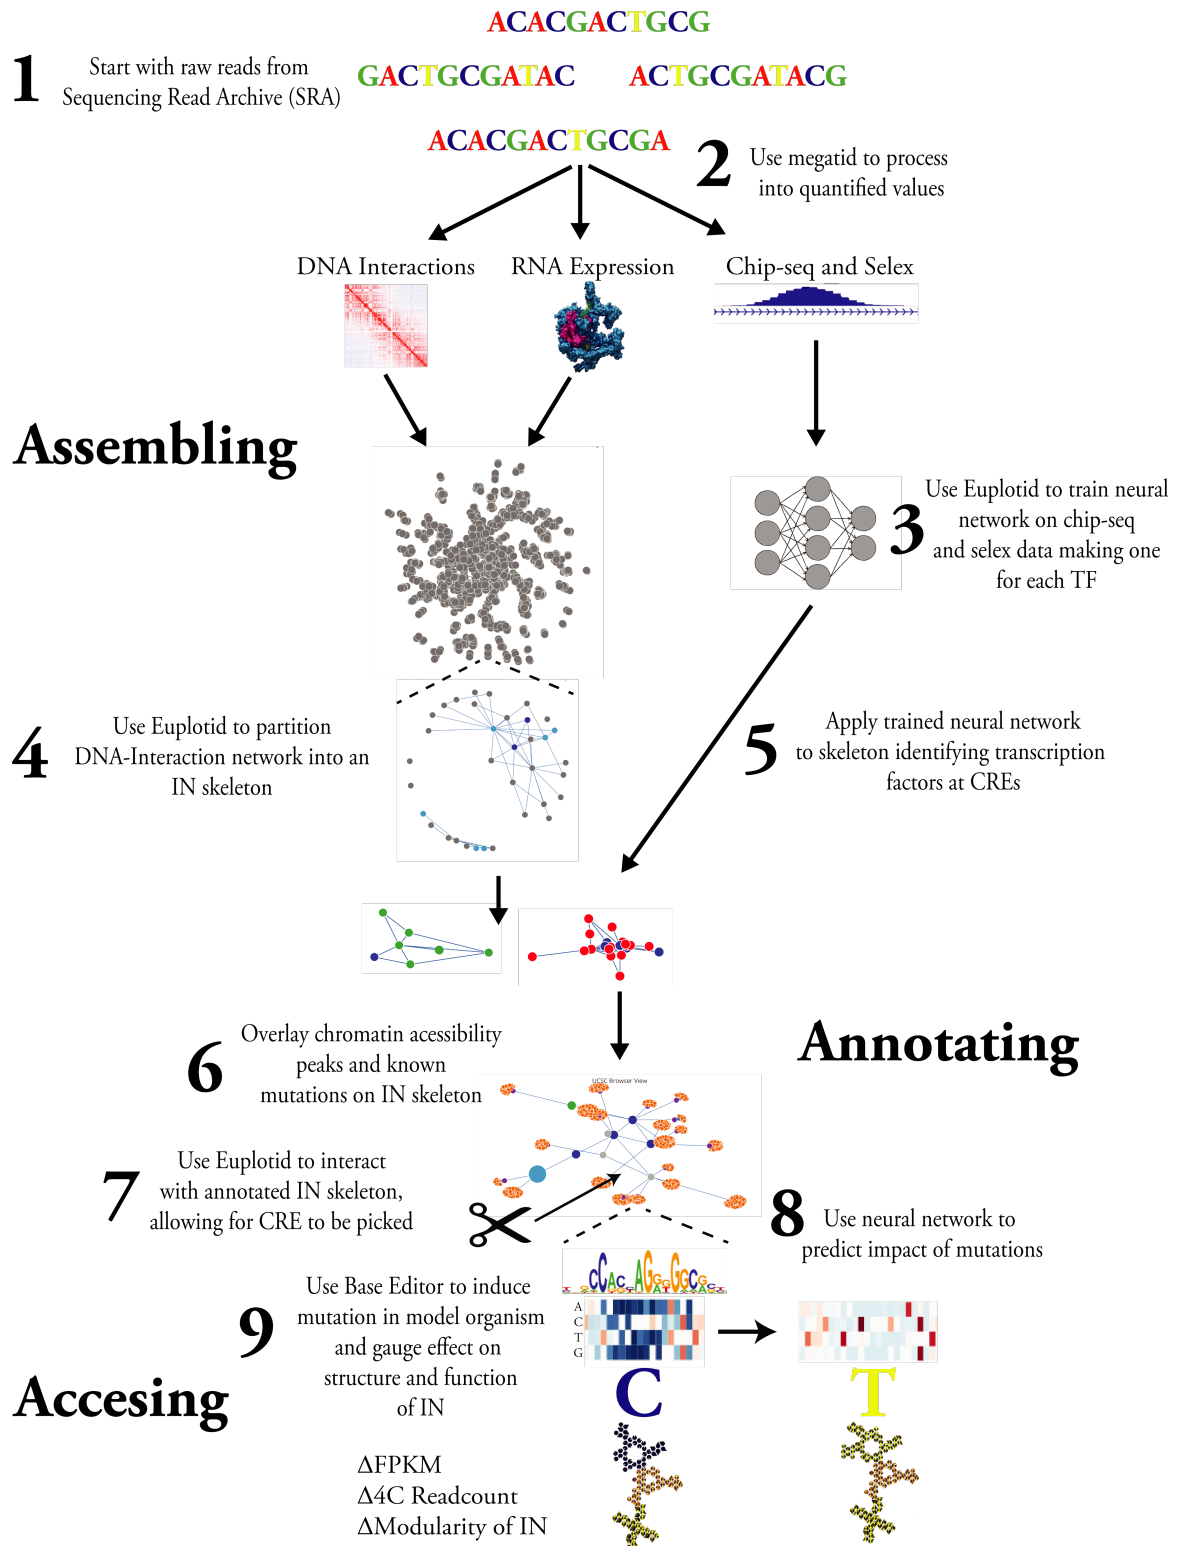 ACACGACTGCG
1
Start with raw reads from
Sequencing Read Archive (SRA)
GACTGCGATAC
ACTGCGATACG
ACACGACTGCGA
2
Use megatid to process
into quantified values
DNA Interactions
RNA Expression
Chip-seq and Selex
Assembling
3
Use Euplotid to train neural
network on chip-seq
and selex data making one
for each TF
4
Use Euplotid to partition
DNA-Interaction network into an
IN skeleton
5
Apply trained neural network
to skeleton identifying transcription
factors at CREs
6
Overlay chromatin acessibility
peaks and known
mutations on IN skeleton
Annotating
UCSC Browser View
7
Use Euplotid to interact
with annotated IN skeleton,
allowing for CRE to be picked
8
Use neural network to
predict impact of mutations
9
Use Base Editor to induce
mutation in model organism
and gauge effect on
structure and function
of IN
A
C
T
G
Accesing
C
T
ΔFPKM
Δ4C Readcount
ΔModularity of IN